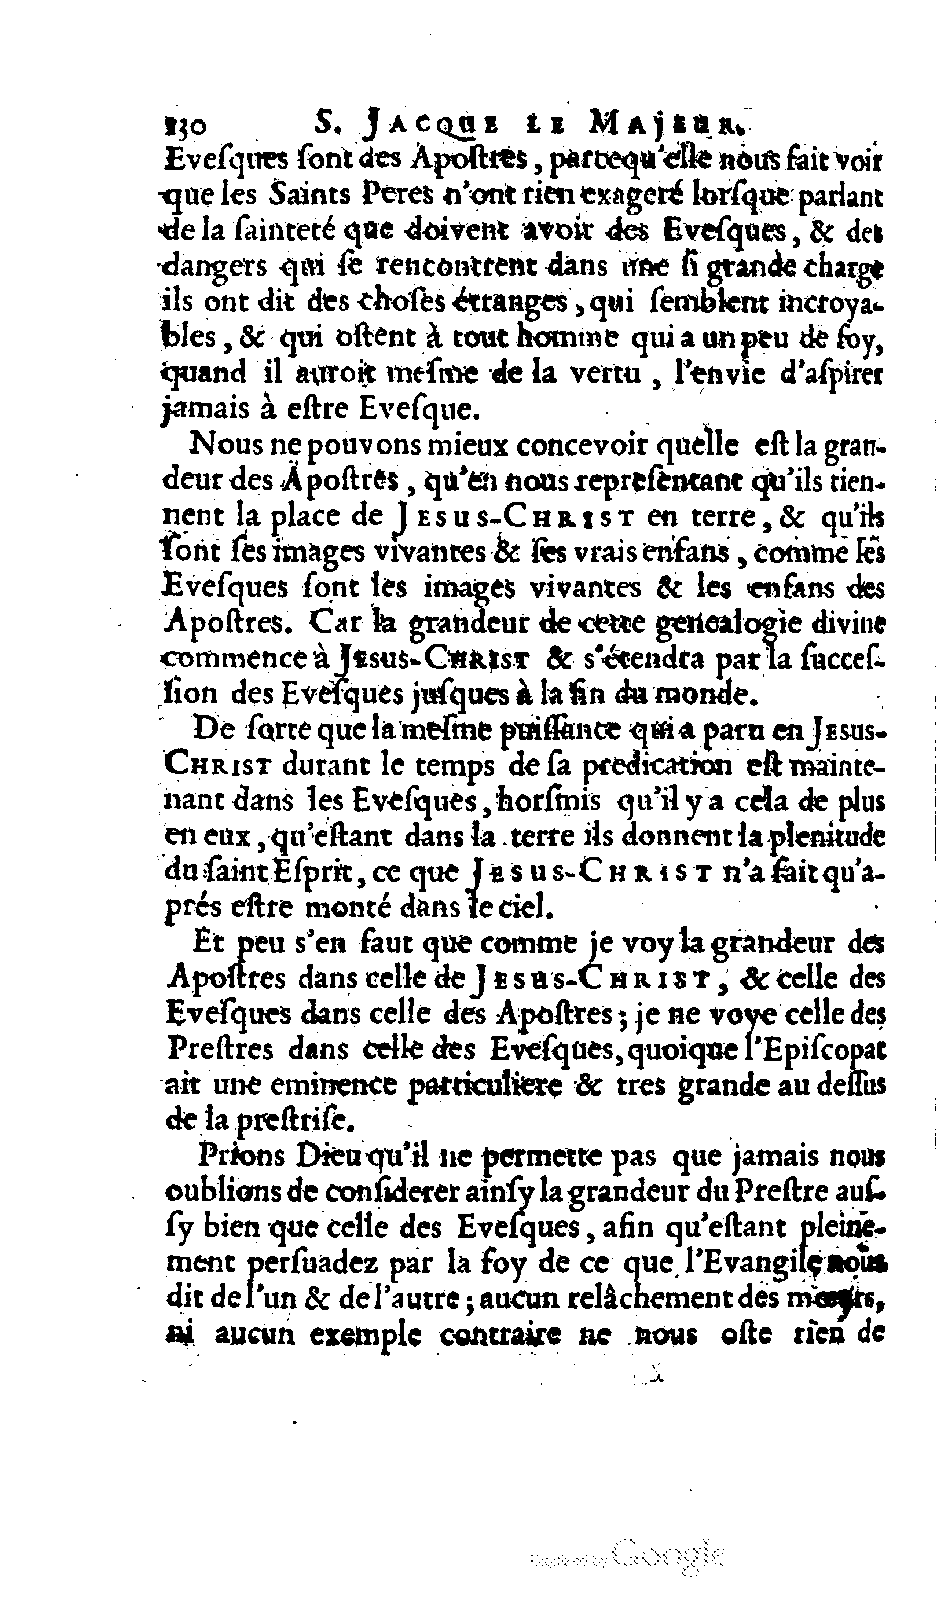 130 S. JACQUE LE MAJEUR.
Eveſques ſont des Apoſtres, parcequ'elle nous fait voir
que les Saints Peres n'ont rien exageré lorſque parlant
de la ſainteté que doivent avoir des Eveſques, & des
dangers qui ſe rencontrent dans une ſi grande charge
ils ont dit des choſes étranges, qui ſemblent incroya-
bles, & qui oſtent à tout homme qui a un peu de foy,
quand il auroit meſme de la vertu, l'envie d'aſpirer
jamais à eſtre Eveſque.
Nous ne pouvons mieux concevoir quelle eſt la gran-
deur des Apoſtres, qu'en nous repreſentant qu'ils tien-
nent la place de JESUS-CHRIST en terre, & qu'ils
ſont ſes images vivantes & ſes vrais enfans, comme les
Eveſques ſont les images vivantes & les enfans des
Apoſtres. Car la grandeur de cette genealogie divine
commence à JESUS-CHRIST & s'étendra par la ſucceſ-
ſion des Eveſques juſques à la fin du monde.
De ſorte que la meſme puiſſance qui a paru en JESUS-
CHRIST durant le temps de ſa predication eſt mainte-
nant dans les Eveſques, horſmis qu'il y a cela de plus
en eux, qu'eſtant dans la terre ils donnent la plenitude
du ſaint Eſprit, ce que JESUS-CHRIST n'a fait qu'a-
prés eſtre monté dans le ciel.
Et peu s'en faut que comme je voy la grandeur des
Apoſtres dans celle de JESUS-CHRIST, & celle des
Eveſques dans celle des Apoſtres; je ne voye celle des
Preſtres dans celle des Eveſques, quoique l'Epiſcopat
ait une eminence particuliere & tres grande au deſſus
de la preſtriſe.
Prions Dieu qu'il ne permette pas que jamais nous
oublions de conſiderer ainſy la grandeur du Preſtre auſ-
ſy bien que celle des Eveſques, afin qu'eſtant pleine-
ment perſuadez par la foy de ce que l'Evangile nous
dit de l'un & de l'autre; aucun relâchement des mœurs,
ni aucun exemple contraire ne nous oſte rien de
Google